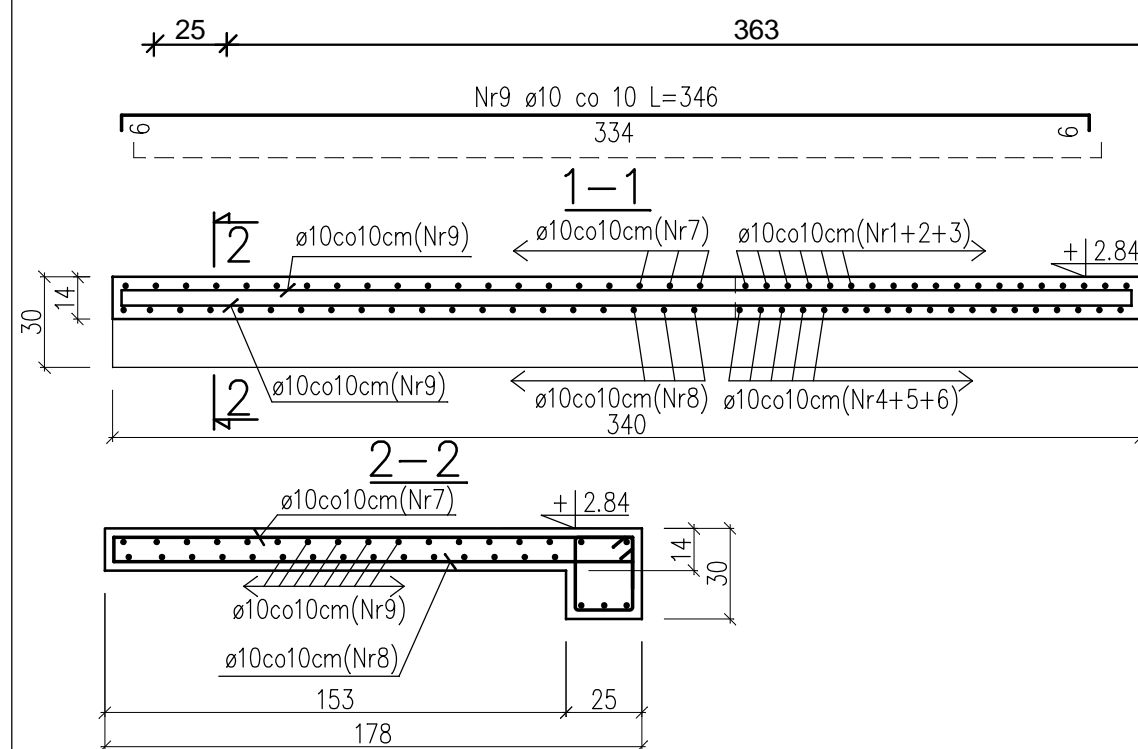 25 363
Nr9 ø10 co 10 L=346
6 334 6
1-1
2
ø10co10cm(Nr9)
ø10co10cm(Nr7)
ø10co10cm(Nr1+2+3)
+ 2.84
14
30
2
ø10co10cm(Nr9)
ø10co10cm(Nr8)
ø10co10cm(Nr4+5+6)
340
2-2
ø10co10cm(Nr7)
+ 2.84
14
30
ø10co10cm(Nr9)
ø10co10cm(Nr8)
153 25
178